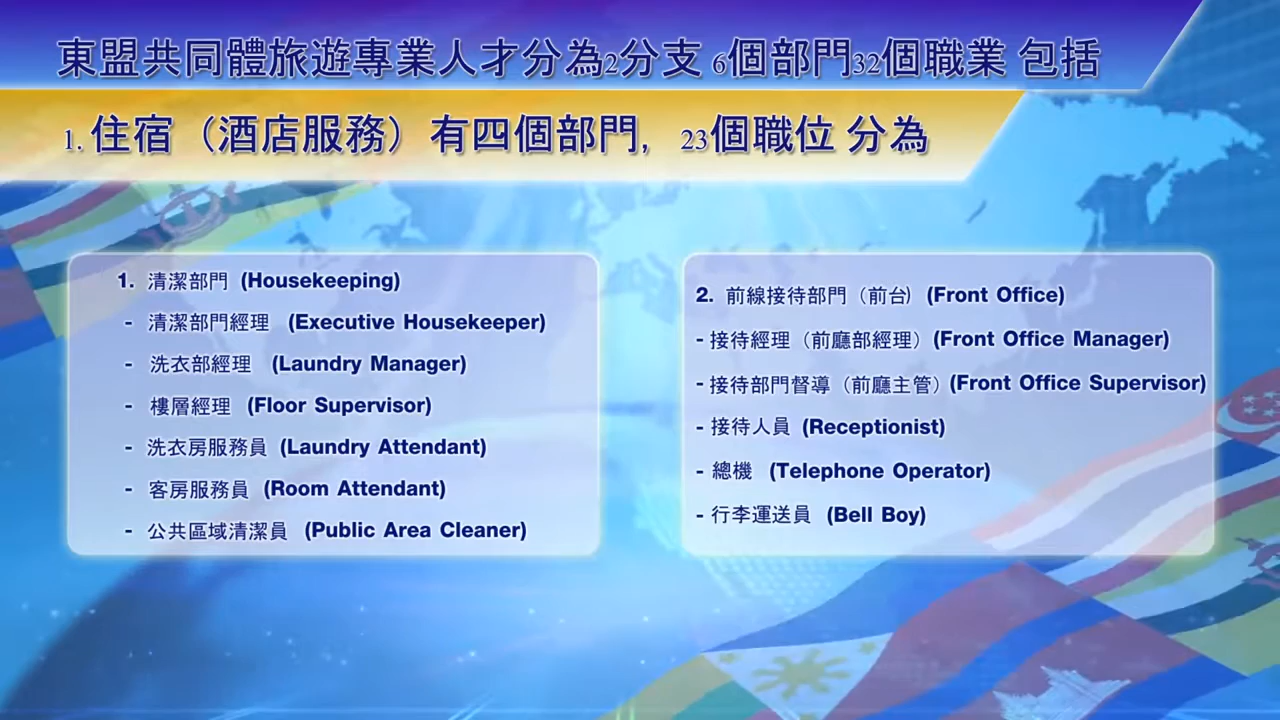 東盟共同體旅遊專業人才分為2分支 6個部門32個職業 包括
1. 住宿（酒店服務）有四個部門, 23個職位 分為
1. 清潔部門 (Housekeeping)
- 清潔部門經理 (Executive Housekeeper)
- 洗衣部經理 (Laundry Manager)
- 樓層經理 (Floor Supervisor)
- 洗衣房服務員 (Laundry Attendant)
- 客房服務員 (Room Attendant)
- 公共區域清潔員 (Public Area Cleaner)
2. 前線接待部門（前台）(Front Office)
- 接待經理（前廳部經理）(Front Office Manager)
- 接待部門督導（前廳主管）(Front Office Supervisor)
- 接待人員 (Receptionist)
- 總機 (Telephone Operator)
- 行李運送員 (Bell Boy)